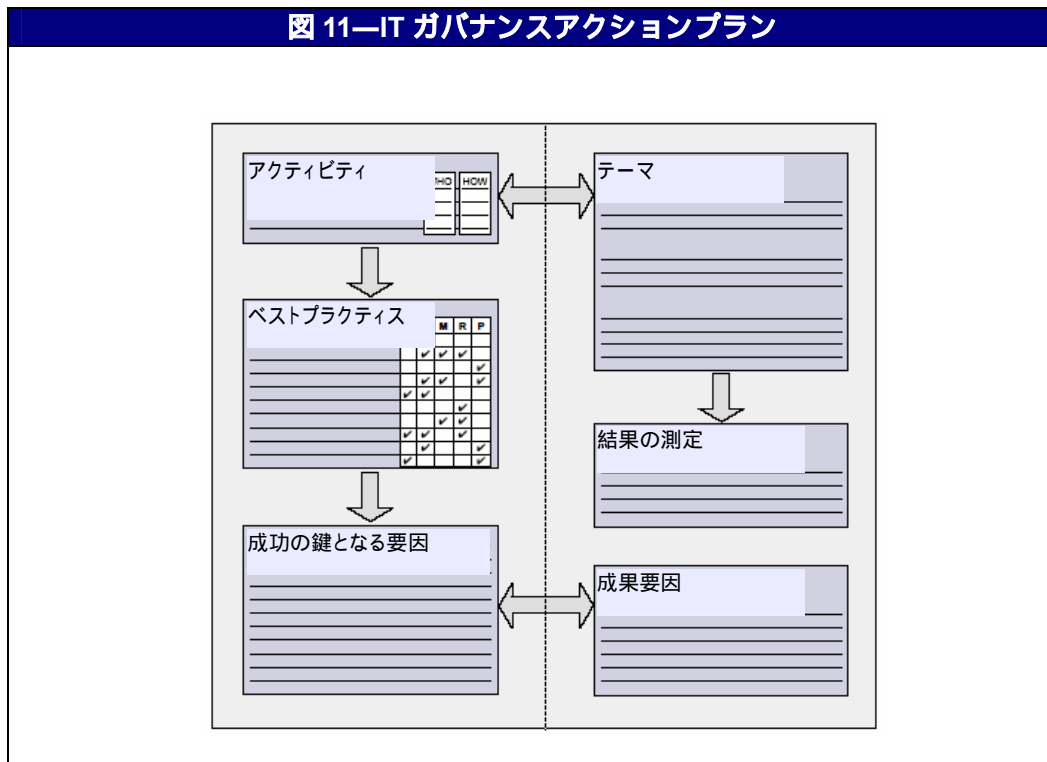 図 11—IT ガバナンスアクションプラン
アクティビティ
HOW
テーマ
ベストプラクティス
M R P
結果の測定
成功の鍵となる要因
成果要因